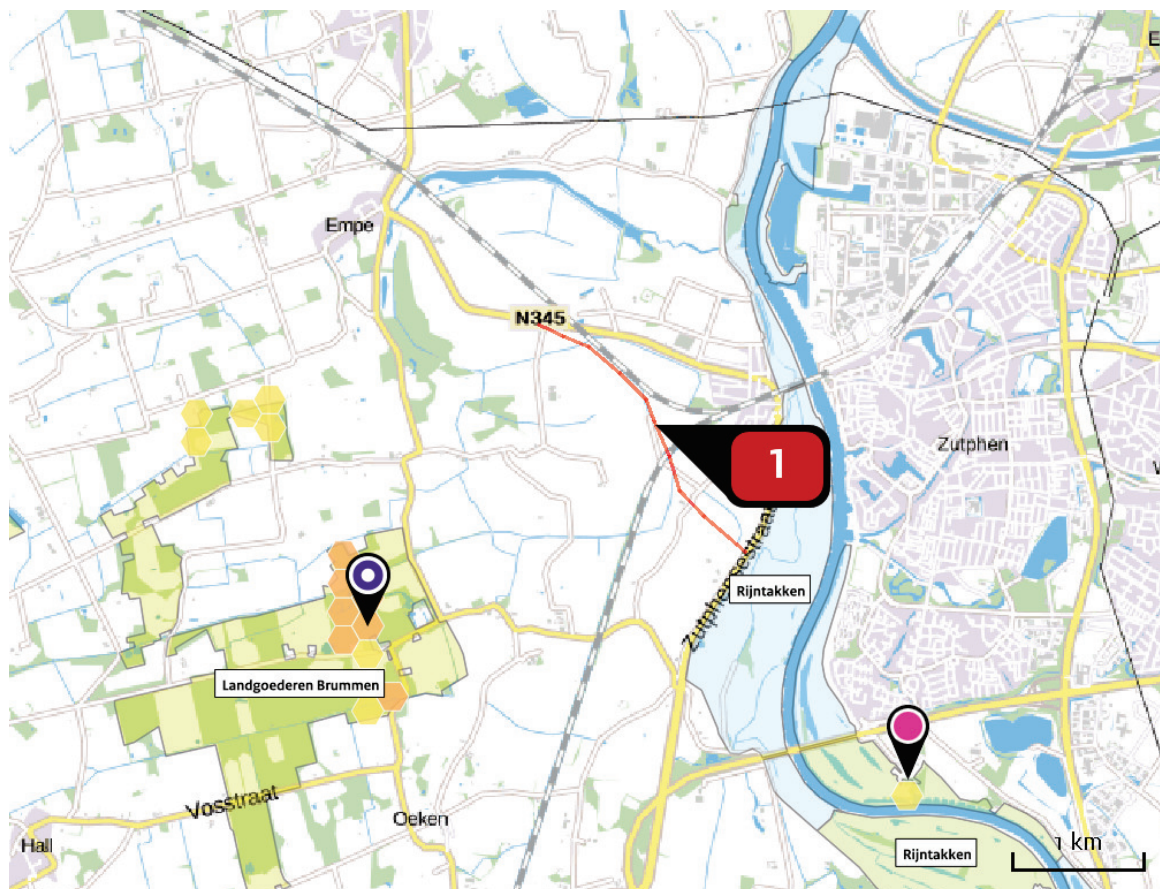 E
Empe
N345
Zutphen
W
1
Zutphensestraat
Rijntakken
Landgoederen Brummen
Vosstraat
Oeken
Hall
Rijntakken
1 km